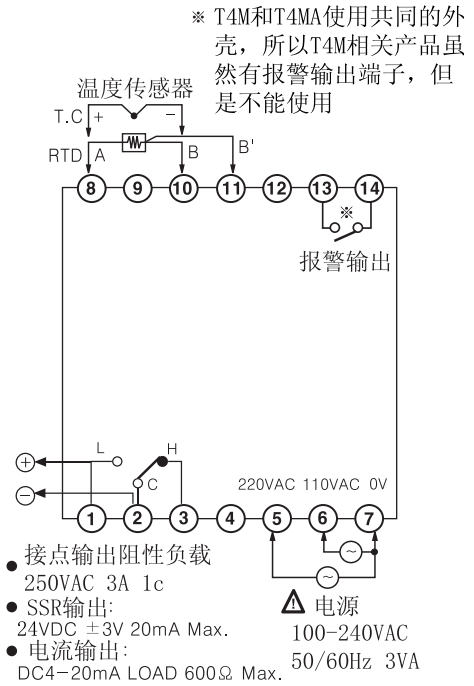 ※ T4M和T4MA使用共同的外
壳，所以T4M相关产品虽
然有报警输出端子，但
是不能使用
温度传感器
T.C + −
RTD A B B'
8 9 10 11 12 13 14
※
报警输出
L H
+
C
−
220VAC 110VAC 0V
1 2 3 4 5 6 7
● 接点输出阻性负载
250VAC 3A 1c
● SSR输出:
24VDC ±3V 20mA Max.
● 电流输出:
DC4-20mA LOAD 600Ω Max.
~
~
⚠ 电源
100-240VAC
50/60Hz 3VA